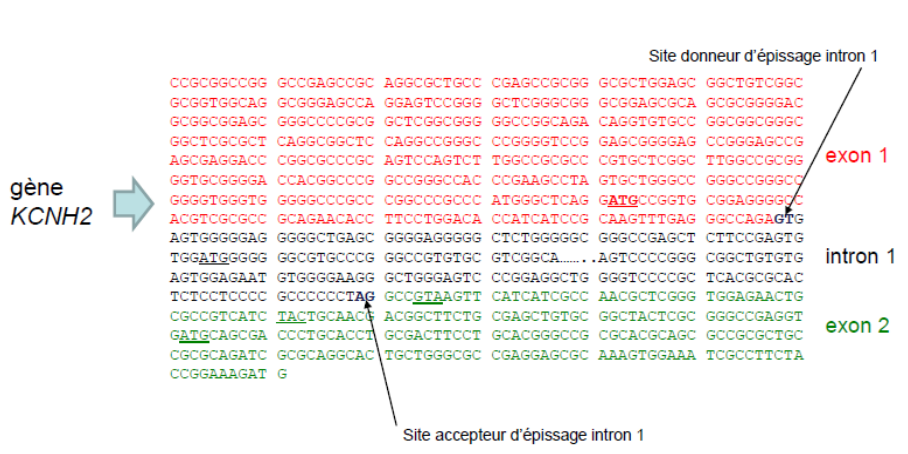 Site donneur d'épissage intron 1
CCGCGGCCGG GCCGAGCCGC AGGCGCTGCC CGAGCCGCGG GCGCTGGAGC GGCTGTCGGC
GCGGTGGCAG GCGGGAGCCA GGAGTCCGGG GCTCGGGCGG GCGGAGCGCA GCGCGGGGAC
GCGGCGGAGC GGGCCCCGCG GCTCGGCGGG GCCGGCAGA CAGGTGTGCC GGCGGCGGGC
GGCTCGCGCT CAGGCGGCTC CAGGCCGGGC CCGGGGTCCG GAGCGGGGAG CCGGGAGCCG
AGCGAGGACC CGGCGCCCGC AGTCCAGTCT TGGCCGCGCC CGTGCTCGGC TTGGCCGCGG
exon 1
GGTGCGGGGA CCACGGCCGG GCCGGGCCAC CCGAAGCCTA GTGCTGGGCC GGGCCGGGCC
GGGGTGGGTG GGGGCCCGCC CGGCCCGCCC ATGGGCTCAG GATGCCGGTG CGGAGGGGCC
ACGTCGCGCC GCAGAACACC TTCCTGGACA CCATCATCCG CAAGTTTGAG GGCCAGAGTG
gène
KCNH2
AGTGGGGGAG GGGGCTGAGC GGGGAGGGGG CTCTGGGGGC GGGCCGAGCT CTTCCGAGTG
TGGATGGGGG GGCGTGCCCG GGCCGTGTGC GCGTCGGCA........AGTCCCCGGG CGGCTGTGTG
intron 1
AGTGGAGAAT GTGGGGAAGG GCTGGGAGTC CCGGAGGCTG GGGTCCCCGC TCACGCGCAC
TCTCCTCCCC GCCCCCCTAG GCCGTAAGTT CATCATCGCC AACGCTCGGG TGGAGAACTG
CGCCGTCATC TACTGCAACG ACGGCTTCTG CGAGCTGTGC GGCTACTCGC GGGCCGAGGT
exon 2
GATGCAGCGA CCCTGCACCT GCGACTTCCT GCACGGGCCG CGCACGCAGC GCCGCGCTGC
CGCGCAGATC GCGCAGGCAC TGCTGGGCGC CGAGGAGCGC AAAGTGGAAA TCGCCTTCTA
CCGGAAAGATG G
Site accepteur d'épissage intron 1